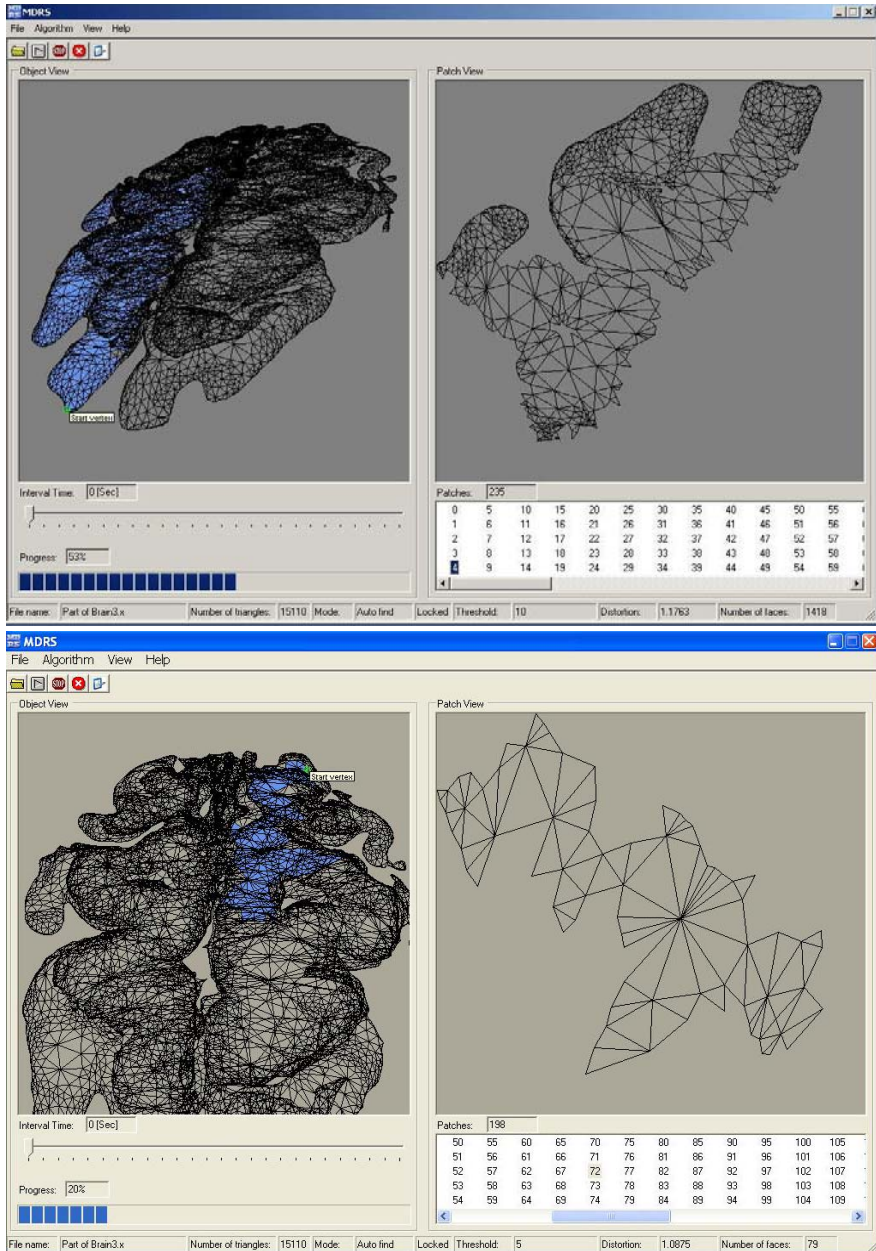 MDRS
File Algorithm View Help
STOP
Object View
Patch View
Start vertex
Interval Time: 0 [Sec]
Patches: 235
0 5 10 15 20 25 30 35 40 45 50 55
1 6 11 16 21 26 31 36 41 46 51 56
2 7 12 17 22 27 32 37 42 47 52 57
3 8 13 18 23 28 33 38 43 48 53 58
4 9 14 19 24 29 34 39 44 49 54 59
Progress: 53%
File name: Part of Brain3.x Number of triangles: 15110 Mode: Auto find Locked Threshold: 10 Distortion: 1.1763 Number of faces: 1418
MDRS
File Algorithm View Help
STOP
Object View
Patch View
Start vertex
Interval Time: 0 [Sec]
Patches: 198
50 55 60 65 70 75 80 85 90 95 100 105
51 56 61 66 71 76 81 86 91 96 101 106
52 57 62 67 72 77 82 87 92 97 102 107
53 58 63 68 73 78 83 88 93 98 103 108
54 59 64 69 74 79 84 89 94 99 104 109
Progress: 20%
File name: Part of Brain3.x Number of triangles: 15110 Mode: Auto find Locked Threshold: 5 Distortion: 1.0875 Number of faces: 79